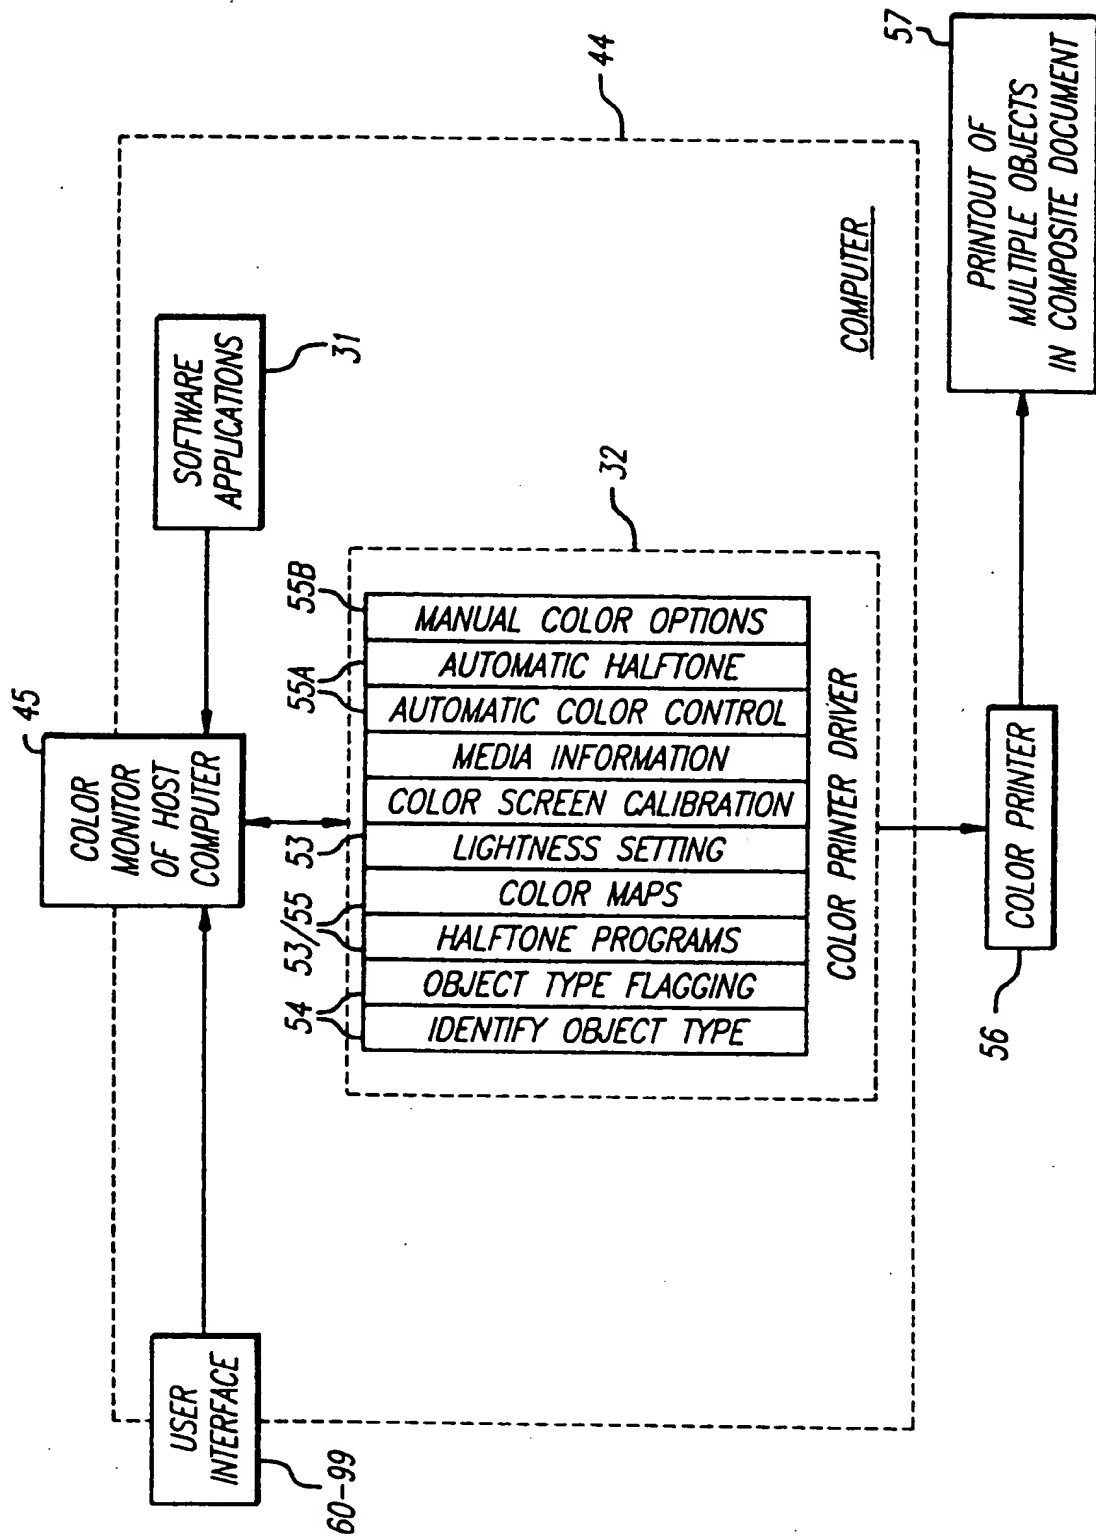 USER
INTERFACE
60-99
COLOR
MONITOR
OF HOST
COMPUTER
45
SOFTWARE
APPLICATIONS
31
44
COMPUTER
32
55B
MANUAL COLOR OPTIONS
55A
AUTOMATIC HALFTONE
AUTOMATIC COLOR CONTROL
MEDIA INFORMATION
COLOR SCREEN CALIBRATION
53
LIGHTNESS SETTING
53/55
COLOR MAPS
HALFTONE PROGRAMS
54
OBJECT TYPE FLAGGING
IDENTIFY OBJECT TYPE
COLOR PRINTER DRIVER
COLOR PRINTER
56
57
PRINTOUT OF
MULTIPLE OBJECTS
IN COMPOSITE DOCUMENT